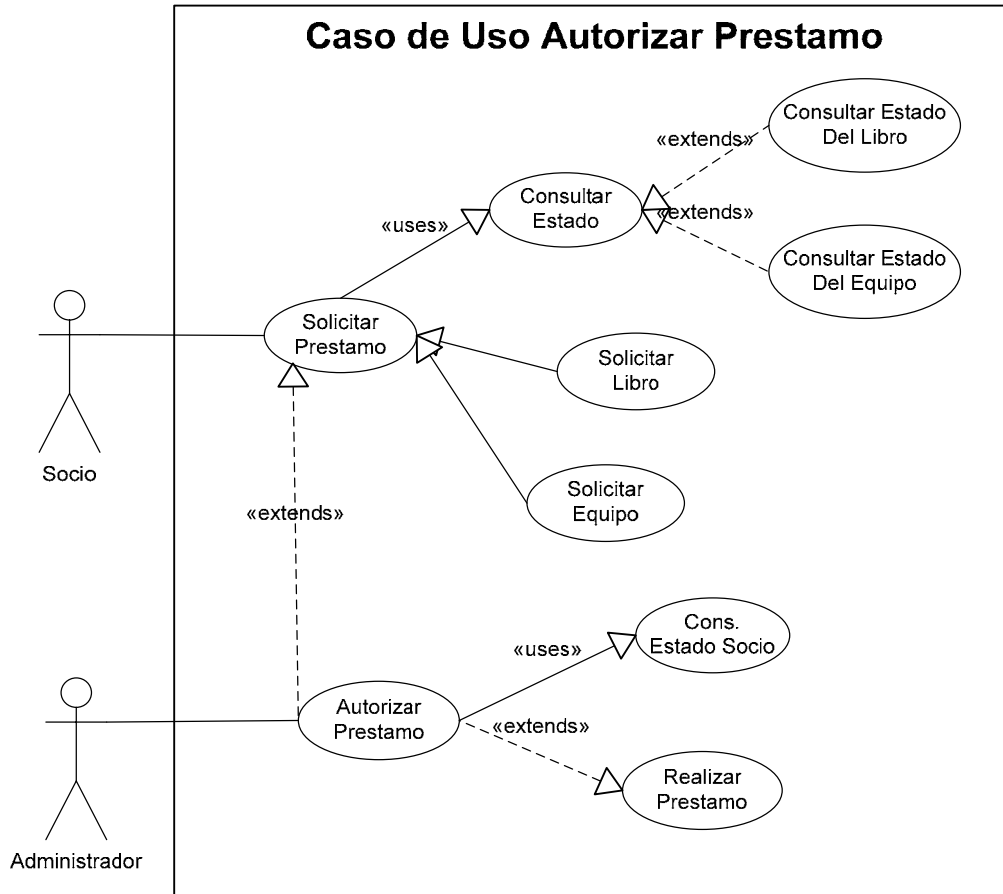 Caso de Uso Autorizar Prestamo
Consultar Estado
Del Libro
«extends»
Consultar
Estado
«uses»
«extends»
Consultar Estado
Del Equipo
Solicitar
Prestamo
Solicitar
Libro
Socio
Solicitar
Equipo
«extends»
Cons.
Estado Socio
«uses»
Autorizar
Prestamo
«extends»
Realizar
Prestamo
Administrador